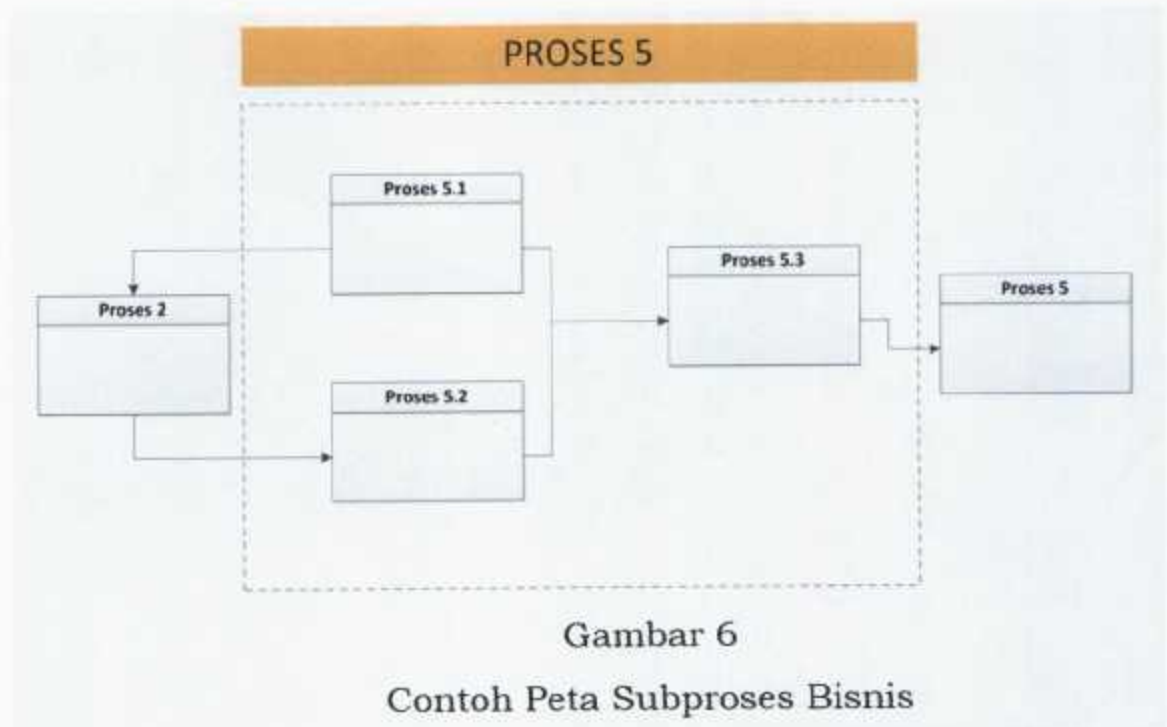 PROSES 5
Proses 5.1
Proses 5.3
Proses 5
Proses 2
Proses 5.2
Gambar 6
Contoh Peta Subproses Bisnis